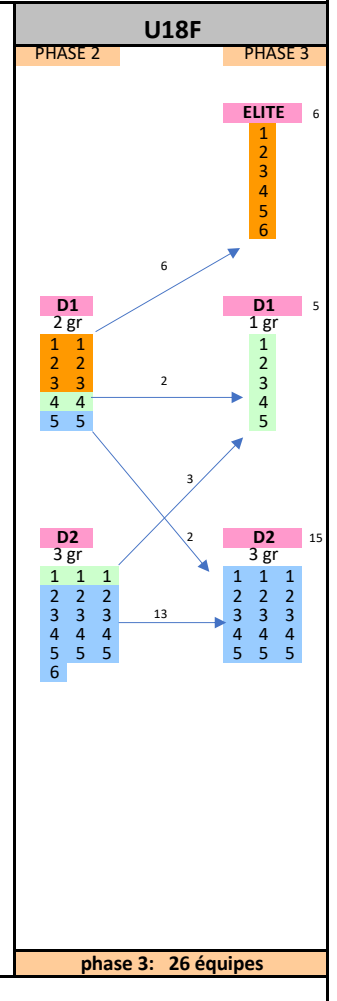 U18F
PHASE 2 PHASE 3
ELITE 6
1
2
3
4
5
6
6
D1 D1 5
2 gr 1 gr
1 1 1
2 2 2
3 3 2 3
4 4 4
5 5 5
3
2
D2 D2 15
3 gr 3 gr
1 1 1 1 1 1
2 2 2 2 2 2
3 3 3 13 3 3 3
4 4 4 4 4 4
5 5 5 5 5 5
6
phase 3: 26 équipes